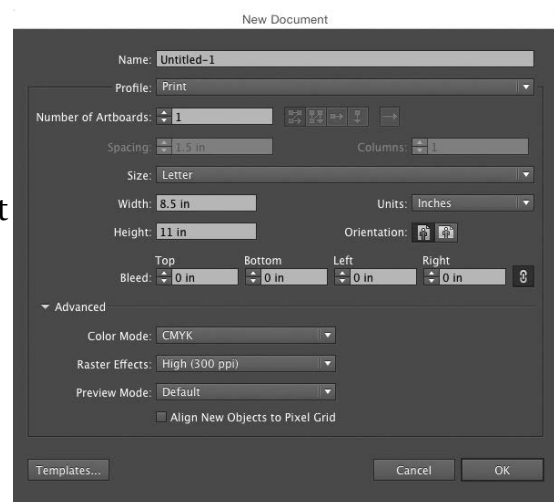 New Document
Name: Untitled-1
Profile: Print
Number of Artboards: 1
Spacing: 1.5 in Columns: 1
Size: Letter
t
Width: 8.5 in Units: Inches
Height: 11 in Orientation:
Top Bottom Left Right
Bleed: 0 in 0 in 0 in 0 in
Advanced
Color Mode: CMYK
Raster Effects: High (300 ppi)
Preview Mode: Default
Align New Objects to Pixel Grid
Templates... Cancel OK